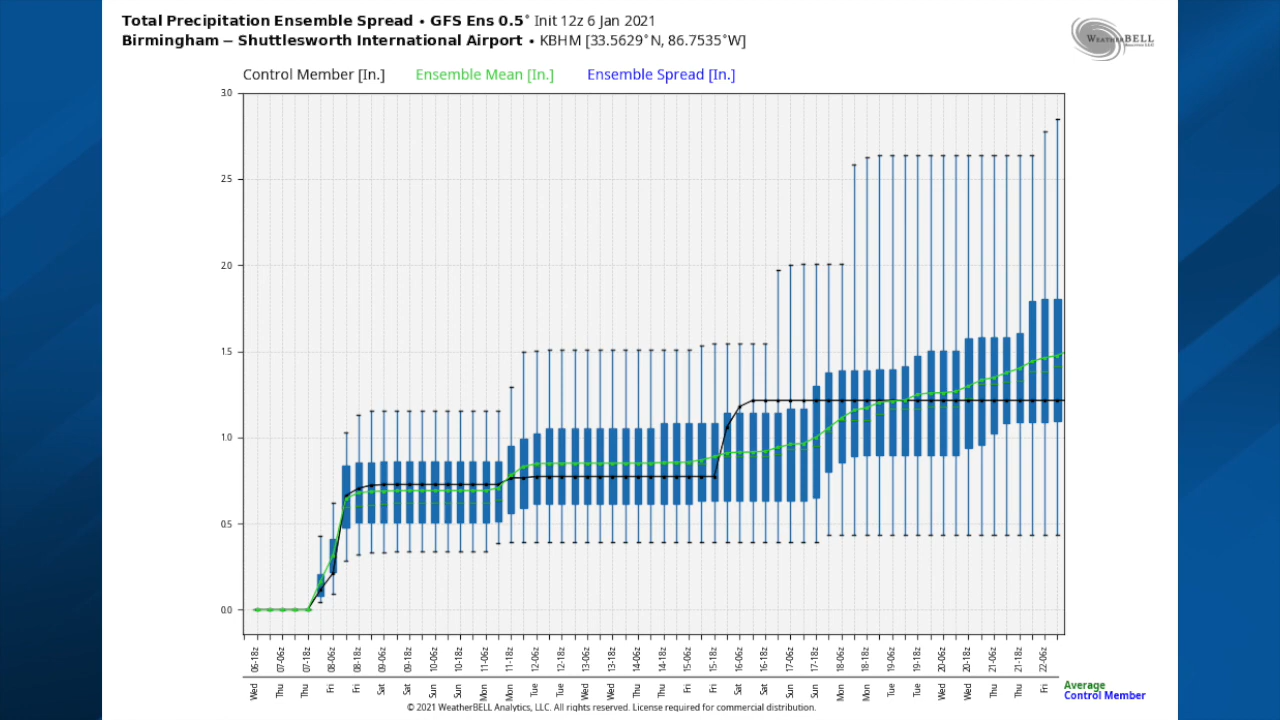 Total Precipitation Ensemble Spread • GFS Ens 0.5° Init 12z 6 Jan 2021
Birmingham – Shuttlesworth International Airport • KBHM [33.5629°N, 86.7535°W]
WEATHERBELL
Control Member [In.] Ensemble Mean [In.] Ensemble Spread [In.]
3.0
2.5
2.0
1.5
1.0
0.5
0.0
06-18z 07-06z 07-18z 08-06z 08-18z 09-06z 09-18z 10-06z 10-18z 11-06z 11-18z 12-06z 12-18z 13-06z 13-18z 14-06z 14-18z 15-06z 15-18z 16-06z 16-18z 17-06z 17-18z 18-06z 18-18z 19-06z 19-18z 20-06z 20-18z 21-06z 21-18z 22-06z
Wed Thu Thu Fri Fri Sat Sat Sun Sun Mon Mon Tue Tue Wed Wed Thu Thu Fri Fri Sat Sat Sun Sun Mon Mon Tue Tue Wed Wed Thu Thu Fri
Average
Control Member
© 2021 WeatherBELL Analytics, LLC. All rights reserved. License required for commercial distribution.